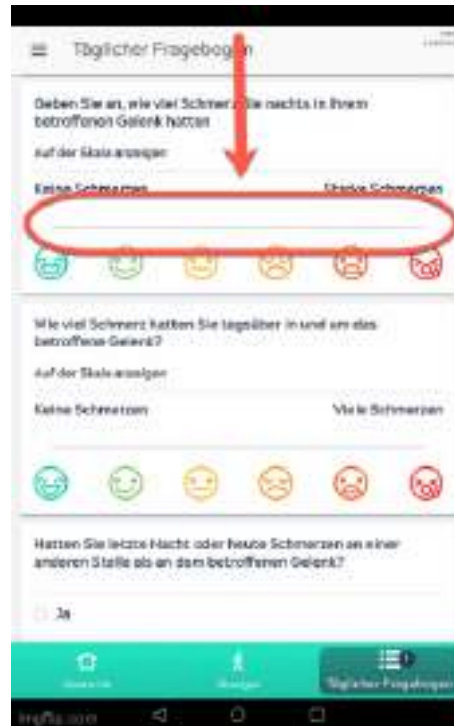 Täglicher Fragebogen
Geben Sie an, wie viel Schmerz Sie nachts in Ihrem
betroffenen Gelenk hatten
Auf der Skala anzeigen
Keine Schmerzen Starke Schmerzen
Wie viel Schmerz hatten Sie tagsüber in und um das
betroffene Gelenk?
Auf der Skala anzeigen
Keine Schmerzen Viele Schmerzen
Hatten Sie letzte Nacht oder heute Schmerzen an einer
anderen Stelle als an dem betroffenen Gelenk?
Ja
Täglicher Fragebogen
imgflip.com